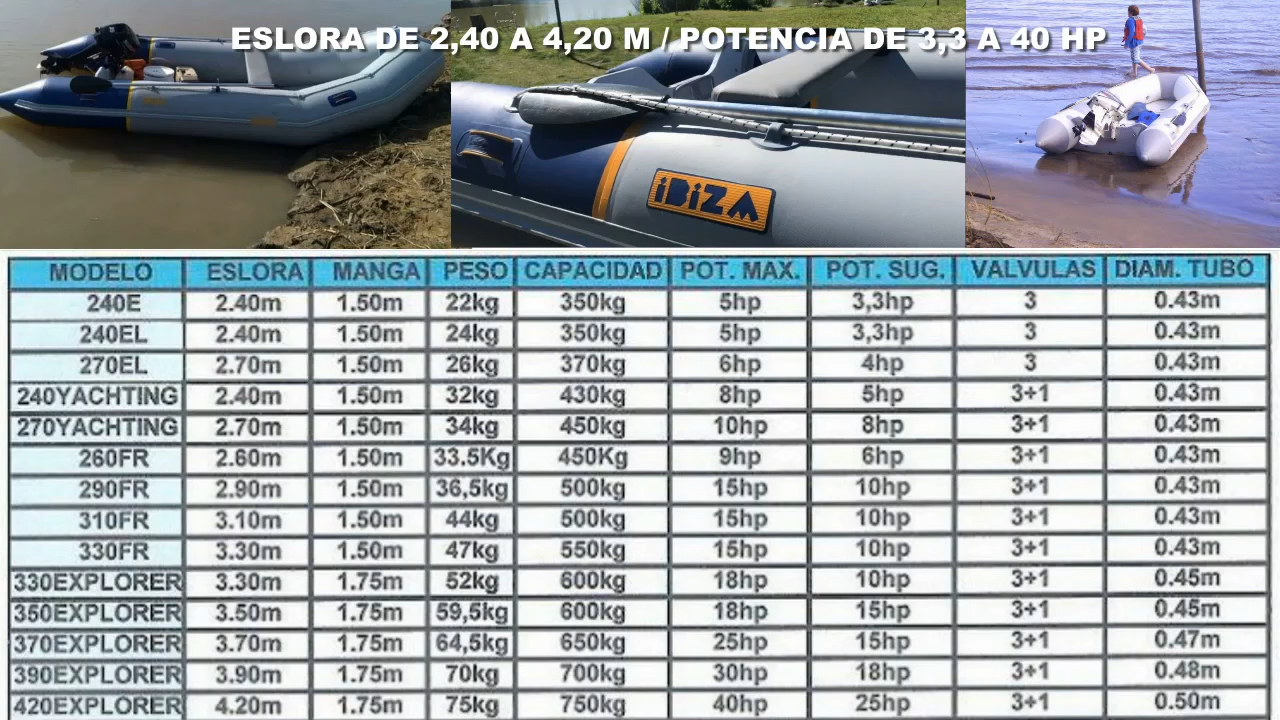 ESLORA DE 2,40 A 4,20 M / POTENCIA DE 3,3 A 40 HP
iBiZA
MODELO ESLORA MANGA PESO CAPACIDAD POT. MAX. POT. SUG. VALVULAS DIAM. TUBO
240E 2.40m 1.50m 22kg 350kg 5hp 3,3hp 3 0.43m
240EL 2.40m 1.50m 24kg 350kg 5hp 3,3hp 3 0.43m
270EL 2.70m 1.50m 26kg 370kg 6hp 4hp 3 0.43m
240YACHTING 2.40m 1.50m 32kg 430kg 8hp 5hp 3+1 0.43m
270YACHTING 2.70m 1.50m 34kg 450kg 10hp 8hp 3+1 0.43m
260FR 2.60m 1.50m 33.5Kg 450Kg 9hp 6hp 3+1 0.43m
290FR 2.90m 1.50m 36,5kg 500kg 15hp 10hp 3+1 0.43m
310FR 3.10m 1.50m 44kg 500kg 15hp 10hp 3+1 0.43m
330FR 3.30m 1.50m 47kg 550kg 15hp 10hp 3+1 0.43m
330EXPLORER 3.30m 1.75m 52kg 600kg 18hp 10hp 3+1 0.45m
350EXPLORER 3.50m 1.75m 59,5kg 600kg 18hp 15hp 3+1 0.45m
370EXPLORER 3.70m 1.75m 64,5kg 650kg 25hp 15hp 3+1 0.47m
390EXPLORER 3.90m 1.75m 70kg 700kg 30hp 18hp 3+1 0.48m
420EXPLORER 4.20m 1.75m 75kg 750kg 40hp 25hp 3+1 0.50m